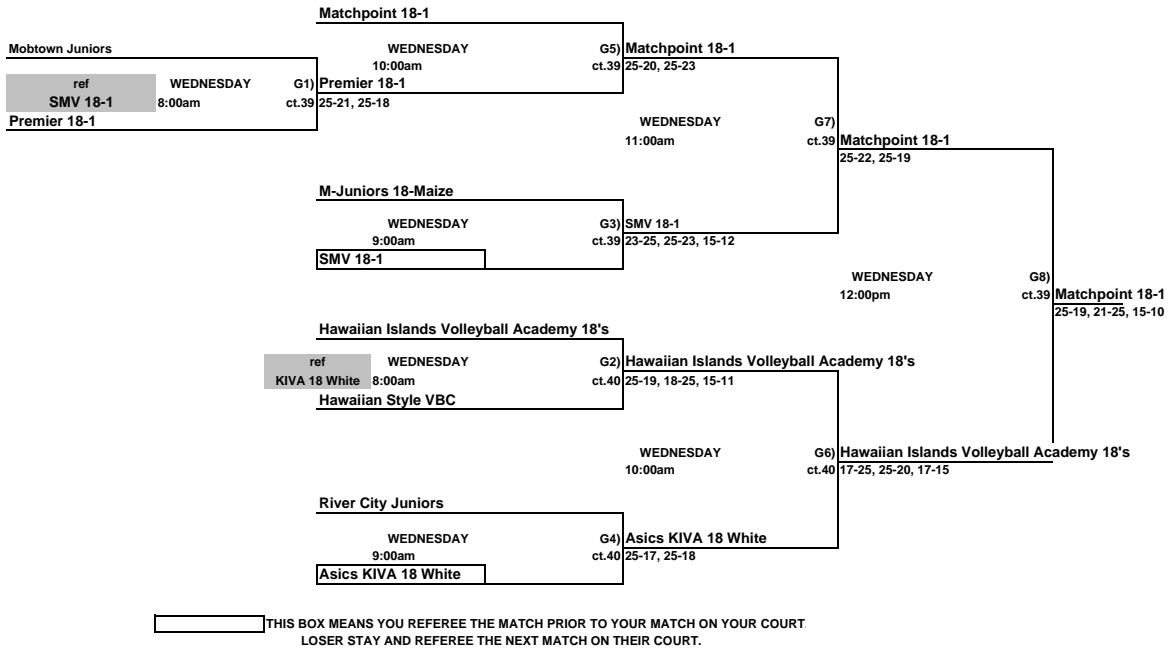 Matchpoint 18-1
Mobtown Juniors
WEDNESDAY
G5) Matchpoint 18-1
10:00am
ct.39 25-20, 25-23
ref
WEDNESDAY
G1) Premier 18-1
SMV 18-1
8:00am
ct.39 25-21, 25-18
Premier 18-1
WEDNESDAY
G7)
11:00am
ct.39 Matchpoint 18-1
25-22, 25-19
M-Juniors 18-Maize
WEDNESDAY
G3) SMV 18-1
9:00am
ct.39 23-25, 25-23, 15-12
SMV 18-1
WEDNESDAY
G8)
12:00pm
ct.39 Matchpoint 18-1
25-19, 21-25, 15-10
Hawaiian Islands Volleyball Academy 18's
ref
WEDNESDAY
G2) Hawaiian Islands Volleyball Academy 18's
KIVA 18 White
8:00am
ct.40 25-19, 18-25, 15-11
Hawaiian Style VBC
WEDNESDAY
G6) Hawaiian Islands Volleyball Academy 18's
10:00am
ct.40 17-25, 25-20, 17-15
River City Juniors
WEDNESDAY
G4) Asics KIVA 18 White
9:00am
ct.40 25-17, 25-18
Asics KIVA 18 White
THIS BOX MEANS YOU REFEREE THE MATCH PRIOR TO YOUR MATCH ON YOUR COURT.
LOSER STAY AND REFEREE THE NEXT MATCH ON THEIR COURT.